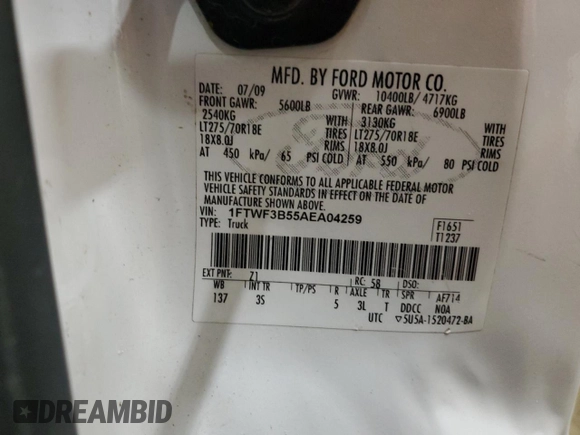 MFD. BY FORD MOTOR CO.
DATE: 07/09 GVWR: 10400LB/ 4717KG
FRONT GAWR: 5600LB REAR GAWR: 6900LB
2540KG WITH 3130KG WITH
LT275/70R18E TIRES LT275/70R18E TIRES
18X8.0J RIMS 18X8.0J RIMS
AT 450 kPa/ 65 PSI COLD AT 550 kPa/ 80 PSI COLD
THIS VEHICLE CONFORMS TO ALL APPLICABLE FEDERAL MOTOR
VEHICLE SAFETY STANDARDS IN EFFECT ON THE DATE OF
MANUFACTURE SHOWN ABOVE.
VIN: 1FTWF3B55AEA04259
TYPE: Truck
F1651
T1237
EXT PNT: Z1 RC: 58 DSO:
WB INT TR TP/PS R AXLE TR SPR AF714
137 3S 5 3L T DDCC NOA
UTC ▽5U5A-1520472-BA
DREAMBID